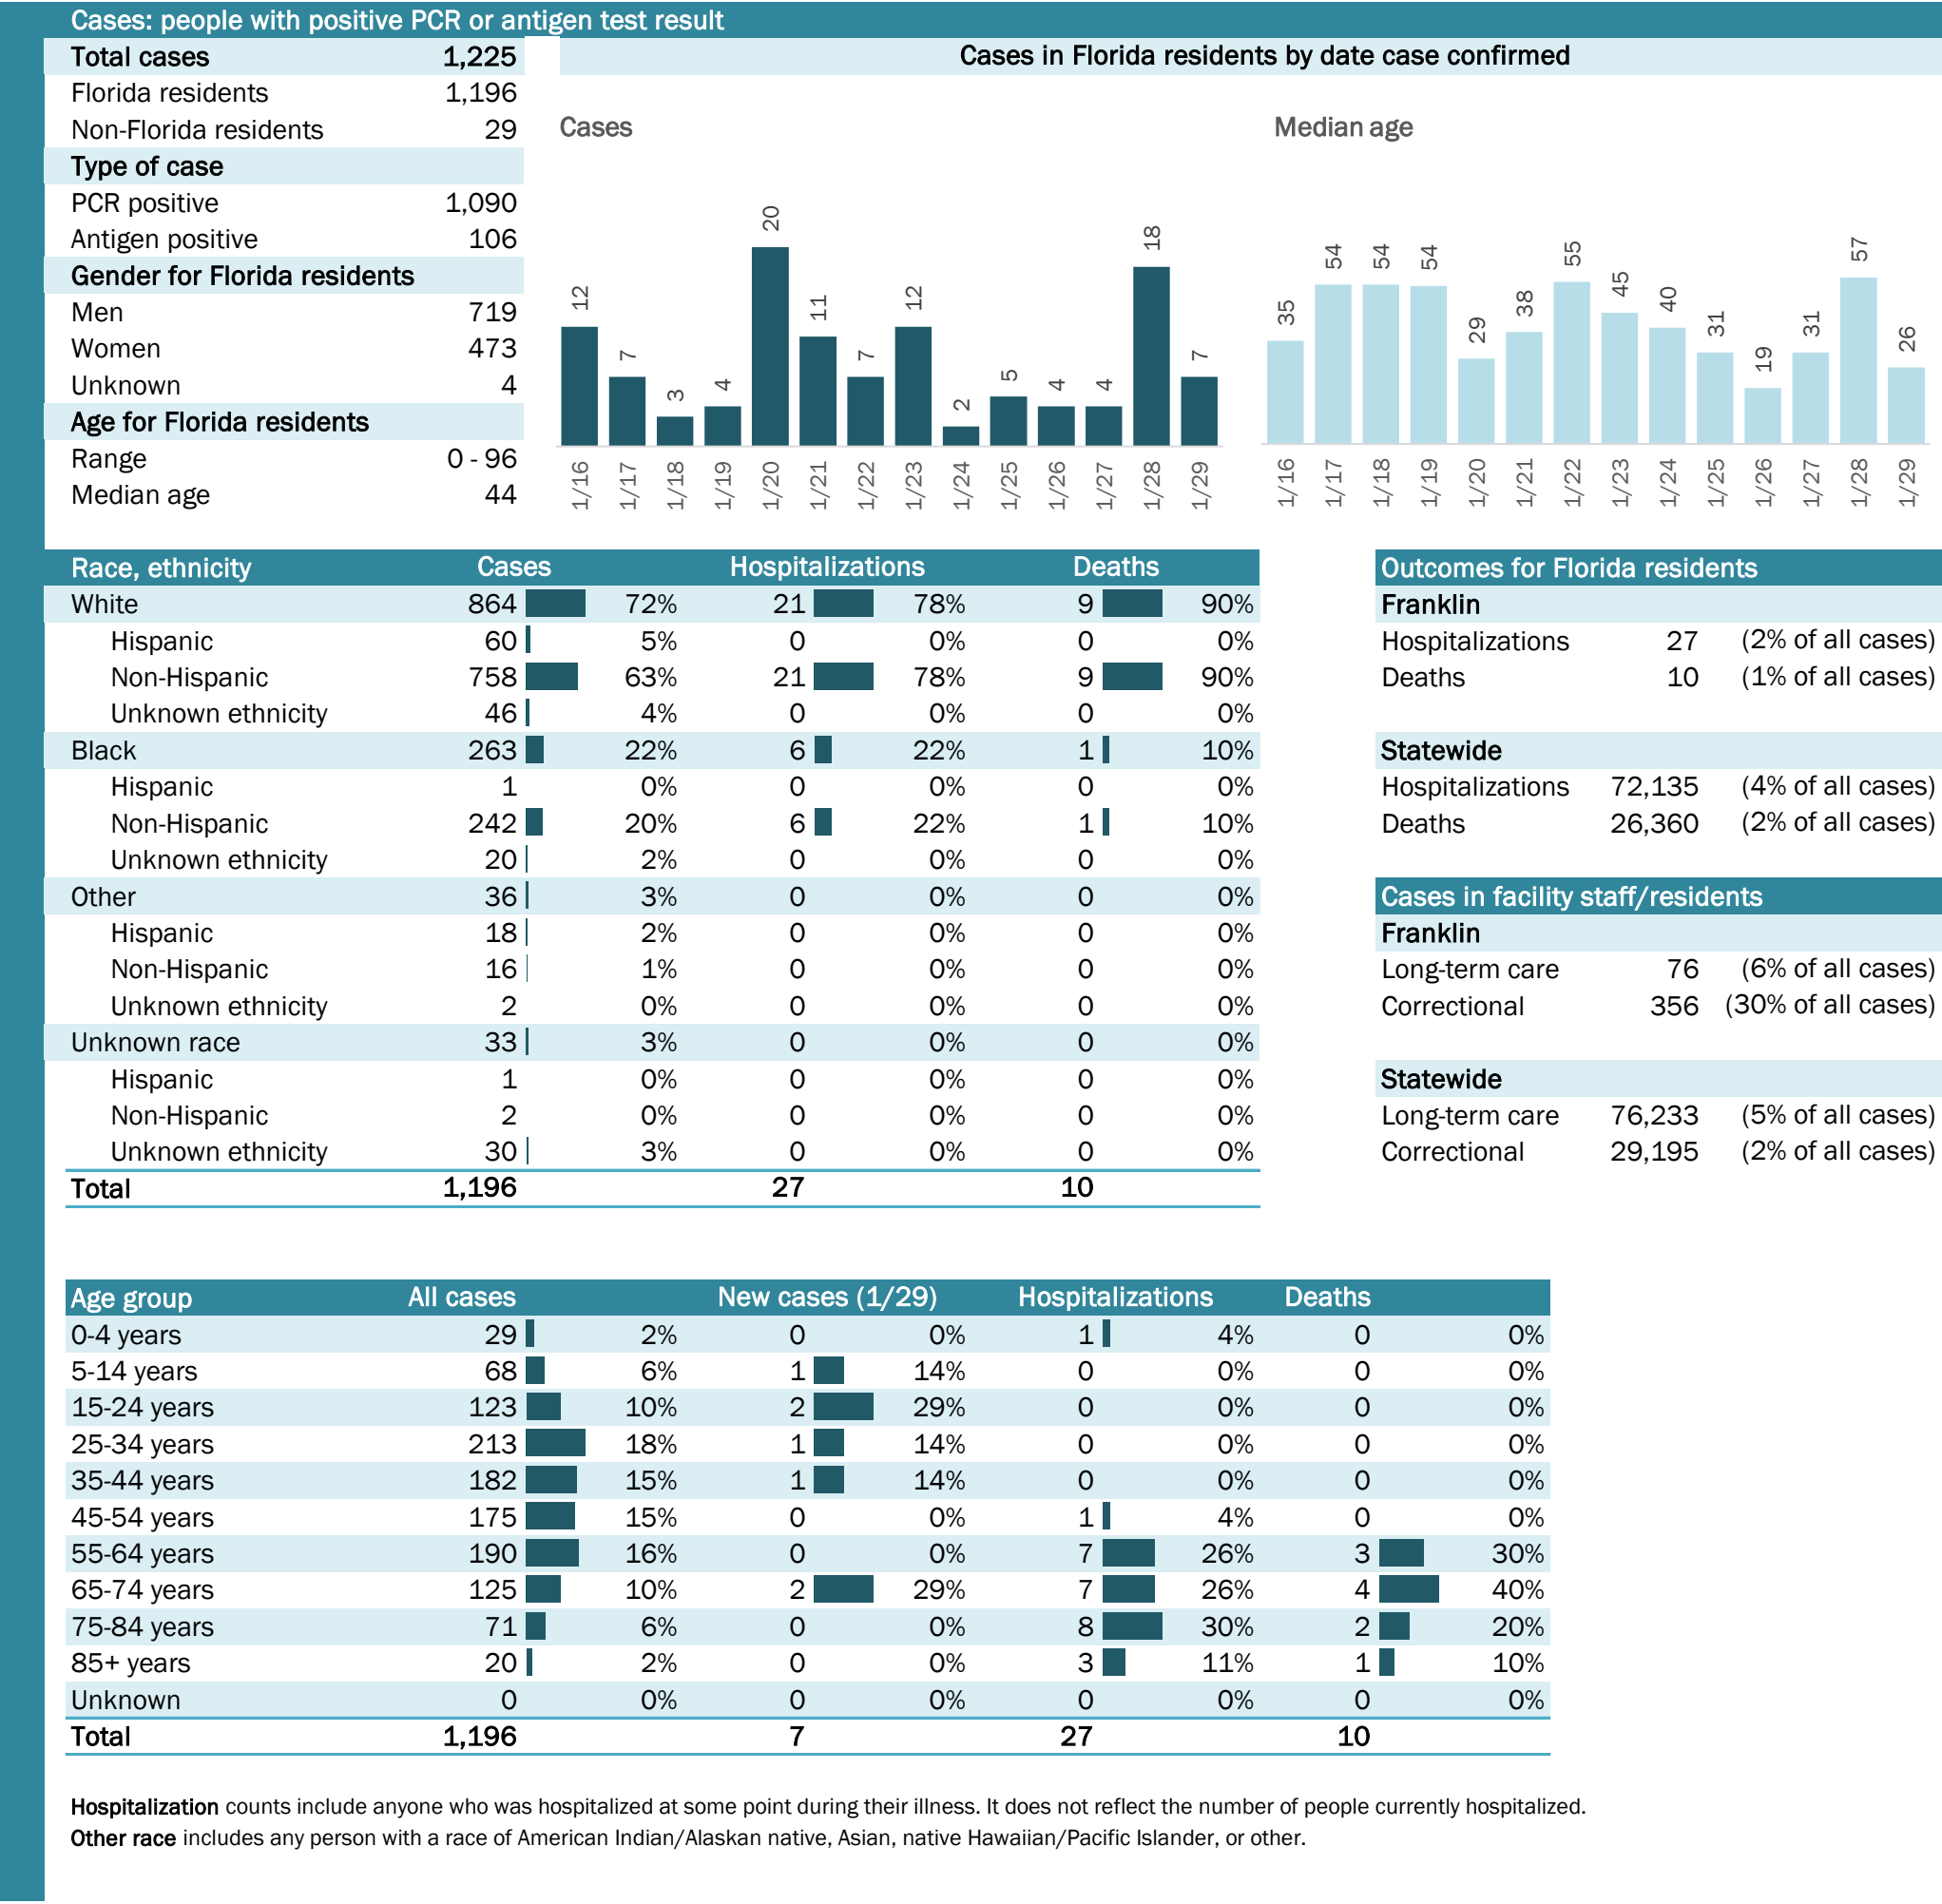 Cases: people with positive PCR or antigen test result
Total cases 1,225
Florida residents 1,196
Non-Florida residents 29
Type of case
PCR positive 1,090
Antigen positive 106
Gender for Florida residents
Men 719
Women 473
Unknown 4
Age for Florida residents
Range 0 - 96
Median age 44
Cases in Florida residents by date case confirmed
Cases
12 7 3 4 20 11 7 12 2 5 4 4 18 7
1/16 1/17 1/18 1/19 1/20 1/21 1/22 1/23 1/24 1/25 1/26 1/27 1/28 1/29
Median age
35 54 54 54 29 38 55 45 40 31 19 31 57 26
1/16 1/17 1/18 1/19 1/20 1/21 1/22 1/23 1/24 1/25 1/26 1/27 1/28 1/29
Race, ethnicity Cases Hospitalizations Deaths
White 864 72% 21 78% 9 90%
Hispanic 60 5% 0 0% 0 0%
Non-Hispanic 758 63% 21 78% 9 90%
Unknown ethnicity 46 4% 0 0% 0 0%
Black 263 22% 6 22% 1 10%
Hispanic 1 0% 0 0% 0 0%
Non-Hispanic 242 20% 6 22% 1 10%
Unknown ethnicity 20 2% 0 0% 0 0%
Other 36 3% 0 0% 0 0%
Hispanic 18 2% 0 0% 0 0%
Non-Hispanic 16 1% 0 0% 0 0%
Unknown ethnicity 2 0% 0 0% 0 0%
Unknown race 33 3% 0 0% 0 0%
Hispanic 1 0% 0 0% 0 0%
Non-Hispanic 2 0% 0 0% 0 0%
Unknown ethnicity 30 3% 0 0% 0 0%
Total 1,196 27 10
Outcomes for Florida residents
Franklin
Hospitalizations 27 (2% of all cases)
Deaths 10 (1% of all cases)
Statewide
Hospitalizations 72,135 (4% of all cases)
Deaths 26,360 (2% of all cases)
Cases in facility staff/residents
Franklin
Long-term care 76 (6% of all cases)
Correctional 356 (30% of all cases)
Statewide
Long-term care 76,233 (5% of all cases)
Correctional 29,195 (2% of all cases)
Age group All cases New cases (1/29) Hospitalizations Deaths
0-4 years 29 2% 0 0% 1 4% 0 0%
5-14 years 68 6% 1 14% 0 0% 0 0%
15-24 years 123 10% 2 29% 0 0% 0 0%
25-34 years 213 18% 1 14% 0 0% 0 0%
35-44 years 182 15% 1 14% 0 0% 0 0%
45-54 years 175 15% 0 0% 1 4% 0 0%
55-64 years 190 16% 0 0% 7 26% 3 30%
65-74 years 125 10% 2 29% 7 26% 4 40%
75-84 years 71 6% 0 0% 8 30% 2 20%
85+ years 20 2% 0 0% 3 11% 1 10%
Unknown 0 0% 0 0% 0 0% 0 0%
Total 1,196 7 27 10
Hospitalization counts include anyone who was hospitalized at some point during their illness. It does not reflect the number of people currently hospitalized.
Other race includes any person with a race of American Indian/Alaskan native, Asian, native Hawaiian/Pacific Islander, or other.